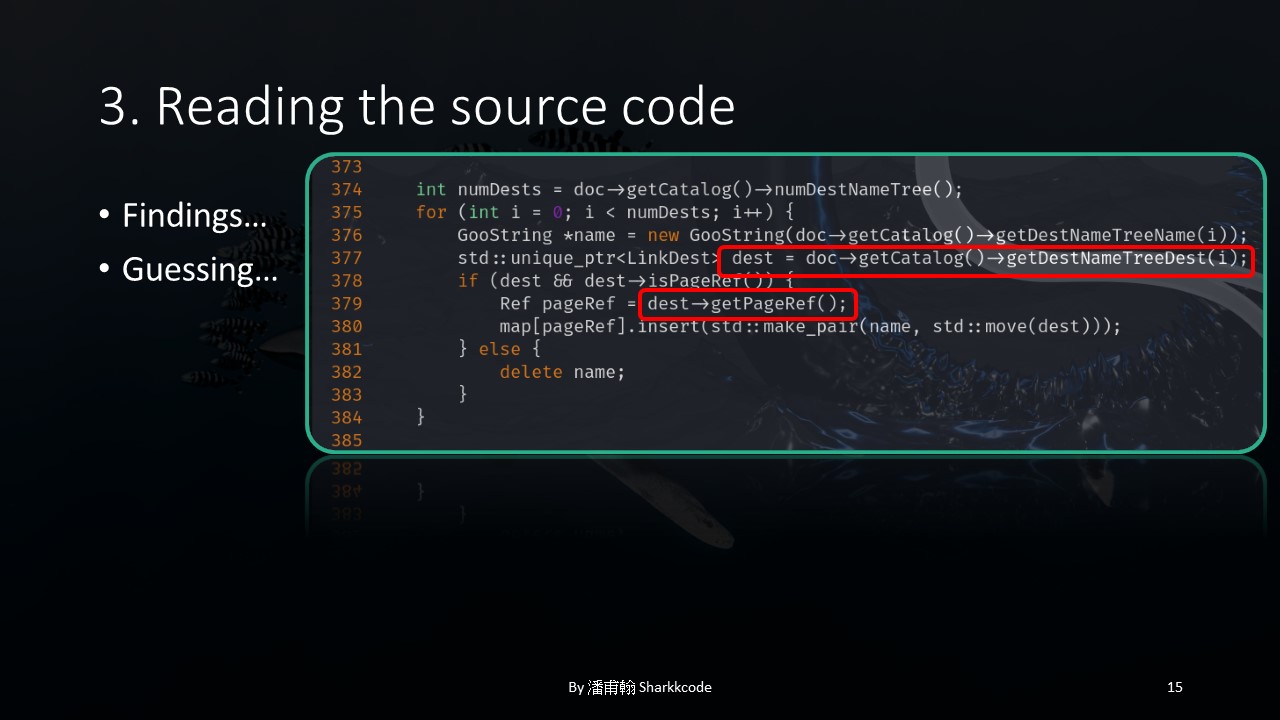 3. Reading the source code
• Findings…
• Guessing…
373
374 int numDests = doc->getCatalog()->numDestNameTree();
375 for (int i = 0; i < numDests; i++) {
376 GooString *name = new GooString(doc->getCatalog()->getDestNameTreeName(i));
377 std::unique_ptr<LinkDest> dest = doc->getCatalog()->getDestNameTreeDest(i);
378 if (dest && dest->isPageRef()) {
379 Ref pageRef = dest->getPageRef();
380 map[pageRef].insert(std::make_pair(name, std::move(dest)));
381 } else {
382 delete name;
383 }
384 }
385
By 潘甫翰 Sharkkcode
15